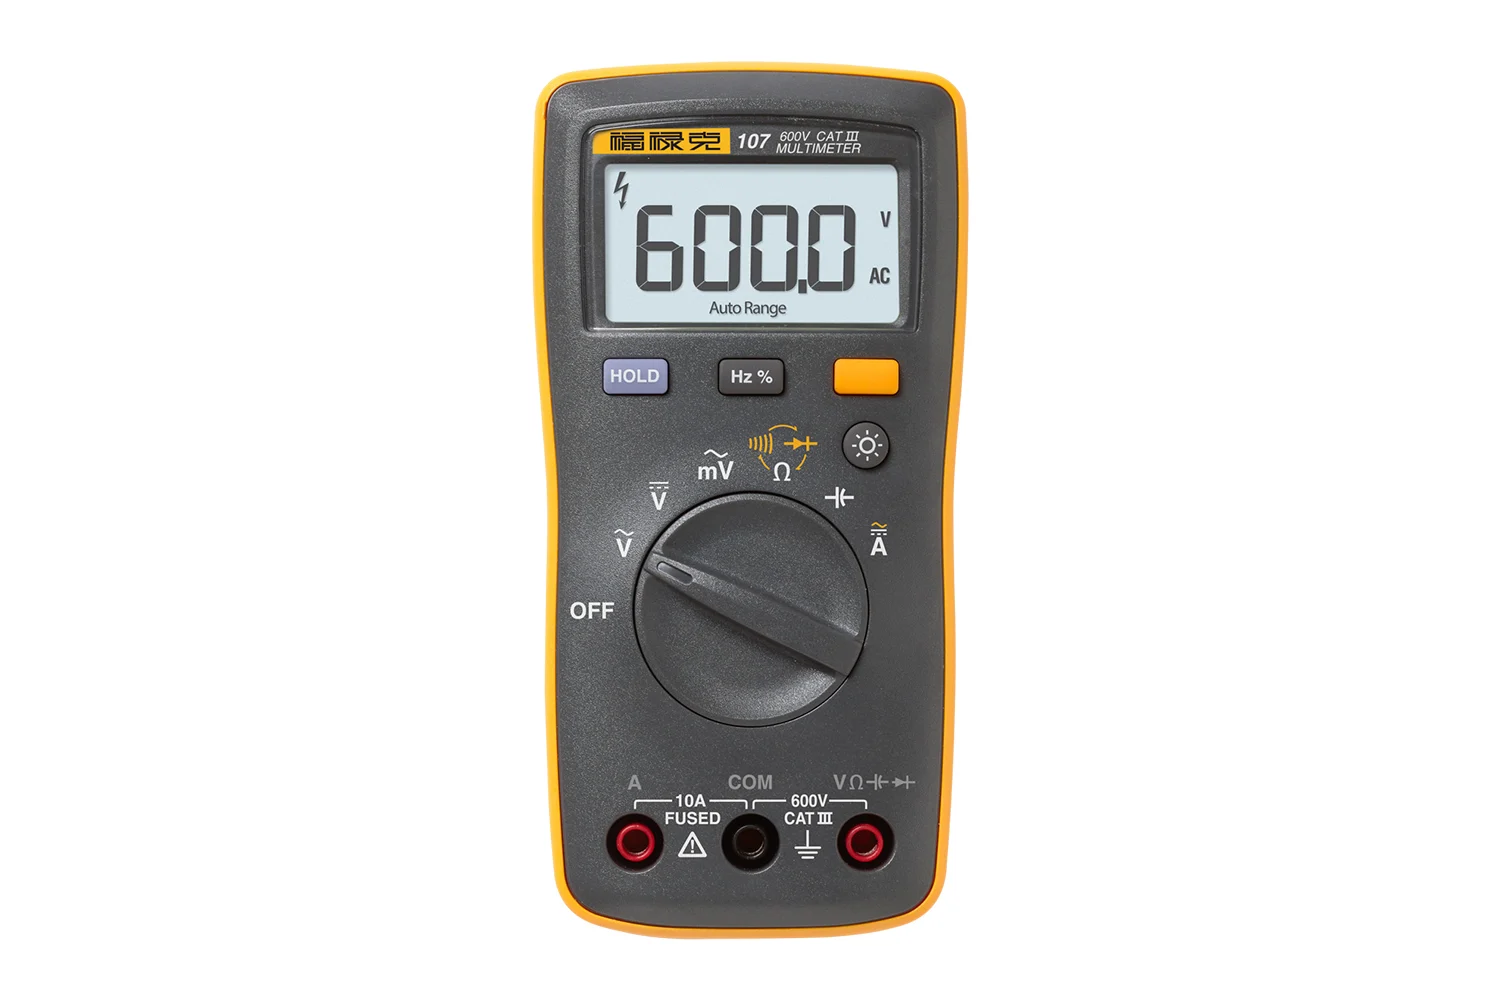 福禄克 107 600V CAT III
MULTIMETER
600.0 V
AC
Auto Range
HOLD Hz %
mV Ω
V
V A
OFF
A COM V Ω
10A 600V
FUSED CAT III